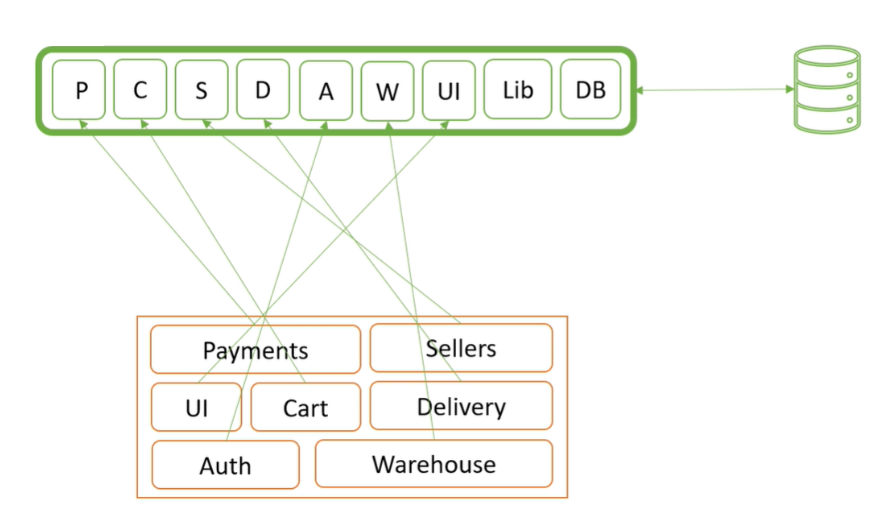 P C S D A W UI Lib DB
Payments Sellers
UI Cart Delivery
Auth Warehouse